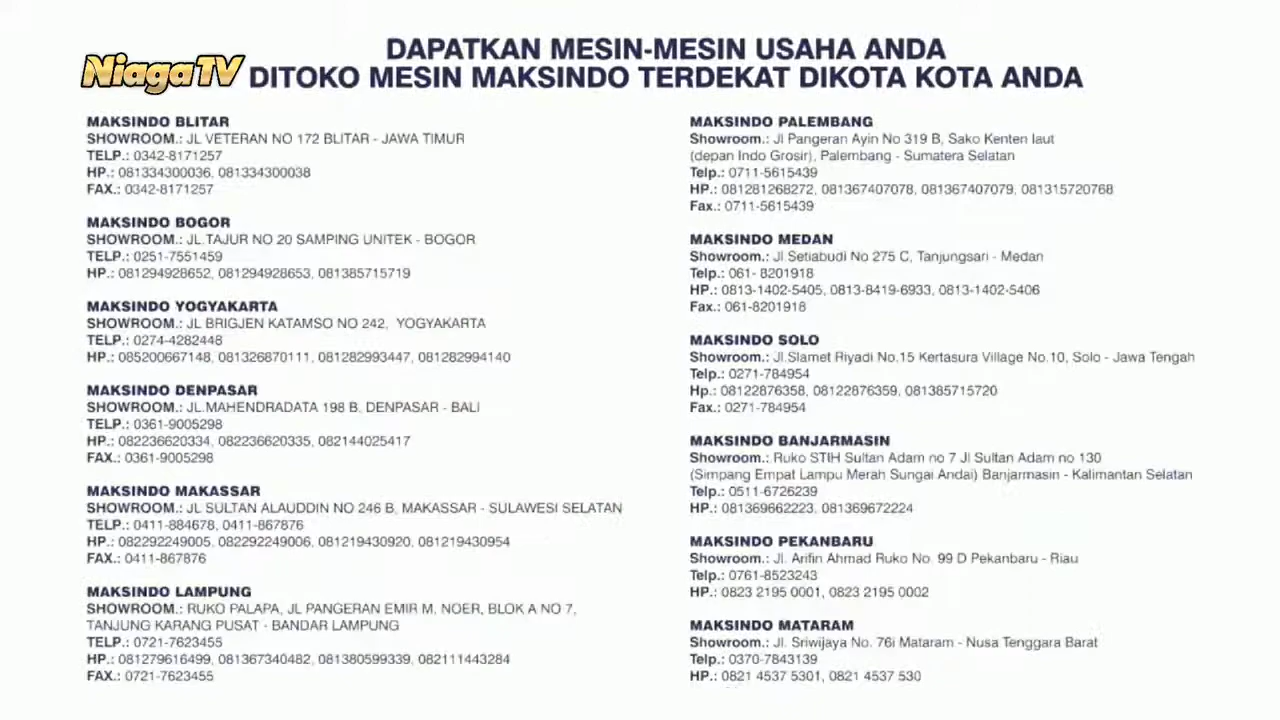 NiagaTV
DAPATKAN MESIN-MESIN USAHA ANDA
DITOKO MESIN MAKSINDO TERDEKAT DIKOTA KOTA ANDA
MAKSINDO BLITAR
SHOWROOM.: JL VETERAN NO 172 BLITAR - JAWA TIMUR
TELP.: 0342-8171257
HP.: 081334300036, 081334300038
FAX.: 0342-8171257
MAKSINDO BOGOR
SHOWROOM.: JL.TAJUR NO 20 SAMPING UNITEK - BOGOR
TELP.: 0251-7551459
HP.: 081294928652, 081294928653, 081385715719
MAKSINDO YOGYAKARTA
SHOWROOM.: JL BRIGJEN KATAMSO NO 242, YOGYAKARTA
TELP.: 0274-4282448
HP.: 085200667148, 081326870111, 081282993447, 081282994140
MAKSINDO DENPASAR
SHOWROOM.: JL.MAHENDRADATA 198 B, DENPASAR - BALI
TELP.: 0361-9005298
HP.: 082236620334, 082236620335, 082144025417
FAX.: 0361-9005298
MAKSINDO MAKASSAR
SHOWROOM.: JL SULTAN ALAUDDIN NO 246 B, MAKASSAR - SULAWESI SELATAN
TELP.: 0411-884678, 0411-867876
HP.: 082292249005, 082292249006, 081219430920, 081219430954
FAX.: 0411-867876
MAKSINDO LAMPUNG
SHOWROOM.: RUKO PALAPA, JL PANGERAN EMIR M. NOER, BLOK A NO 7,
TANJUNG KARANG PUSAT - BANDAR LAMPUNG
TELP.: 0721-7623455
HP.: 081279616499, 081367340482, 081380599339, 082111443284
FAX.: 0721-7623455
MAKSINDO PALEMBANG
Showroom.: Jl Pangeran Ayin No 319 B, Sako Kenten laut
(depan Indo Grosir), Palembang - Sumatera Selatan
Telp.: 0711-5615439
HP.: 081281268272, 081367407078, 081367407079, 081315720768
Fax.: 0711-5615439
MAKSINDO MEDAN
Showroom.: Jl.Setiabudi No 275 C, Tanjungsari - Medan
Telp.: 061- 8201918
HP.: 0813-1402-5405, 0813-8419-6933, 0813-1402-5406
Fax.: 061-8201918
MAKSINDO SOLO
Showroom.: Jl.Slamet Riyadi No.15 Kertasura Village No.10, Solo - Jawa Tengah
Telp.: 0271-784954
Hp.: 08122876358, 08122876359, 081385715720
Fax.: 0271-784954
MAKSINDO BANJARMASIN
Showroom.: Ruko STIH Sultan Adam no 7 Jl Sultan Adam no 130
(Simpang Empat Lampu Merah Sungai Andai) Banjarmasin - Kalimantan Selatan
Telp.: 0511-6726239
HP.: 081369662223, 081369672224
MAKSINDO PEKANBARU
Showroom.: Jl. Arifin Ahmad Ruko No. 99 D Pekanbaru - Riau
Telp.: 0761-8523243
HP.: 0823 2195 0001, 0823 2195 0002
MAKSINDO MATARAM
Showroom.: Jl. Sriwijaya No. 76i Mataram - Nusa Tenggara Barat
Telp.: 0370-7843139
HP.: 0821 4537 5301, 0821 4537 530